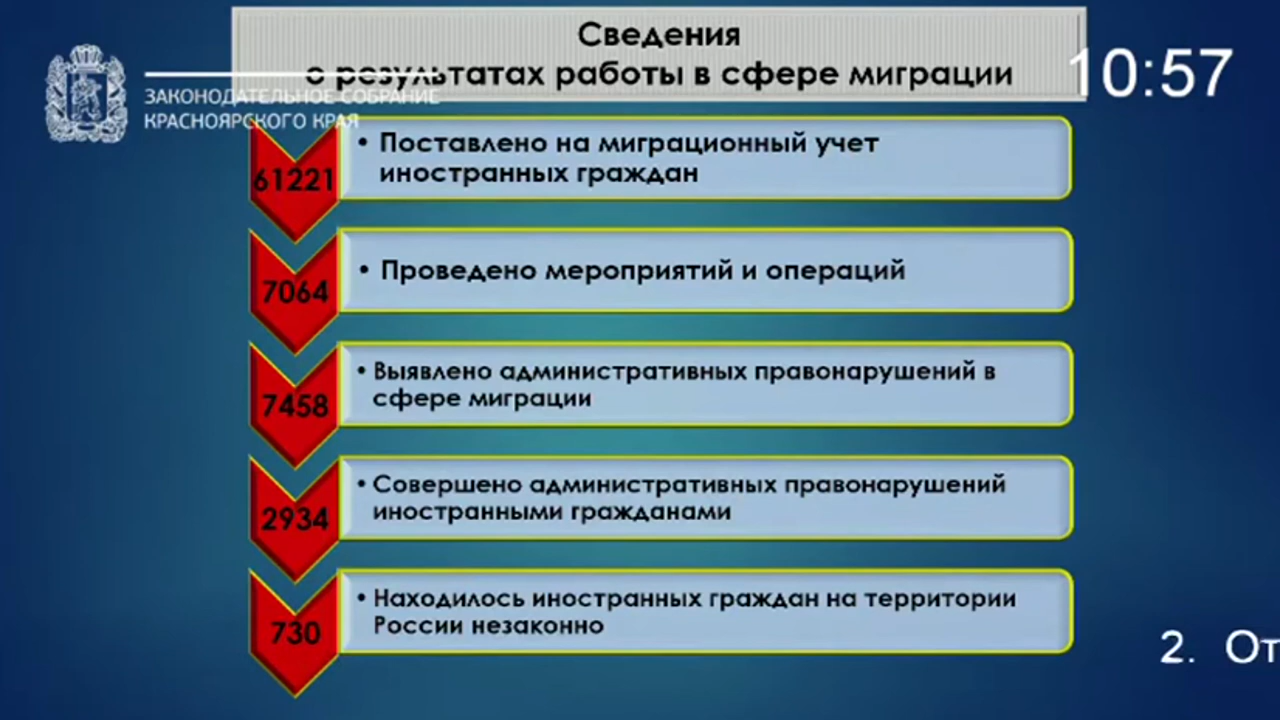 Сведения
о результатах работы в сфере миграции
10:57
ЗАКОНОДАТЕЛЬНОЕ СОБРАНИЕ
КРАСНОЯРСКОГО КРАЯ
61221
• Поставлено на миграционный учет
иностранных граждан
7064
• Проведено мероприятий и операций
7458
• Выявлено административных правонарушений в
сфере миграции
2934
• Совершено административных правонарушений
иностранными гражданами
730
• Находилось иностранных граждан на территории
России незаконно
2. От